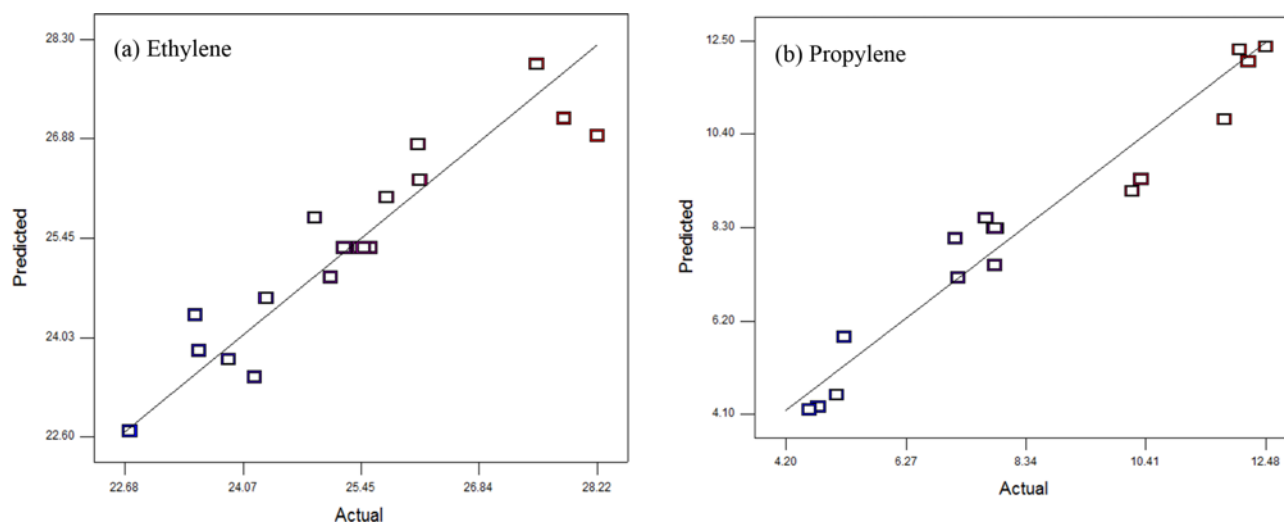 (a) Ethylene
28.30
26.88
25.45
24.03
22.60
Predicted
22.68 24.07 25.45 26.84 28.22
Actual
(b) Propylene
12.50
10.40
8.30
6.20
4.10
Predicted
4.20 6.27 8.34 10.41 12.48
Actual